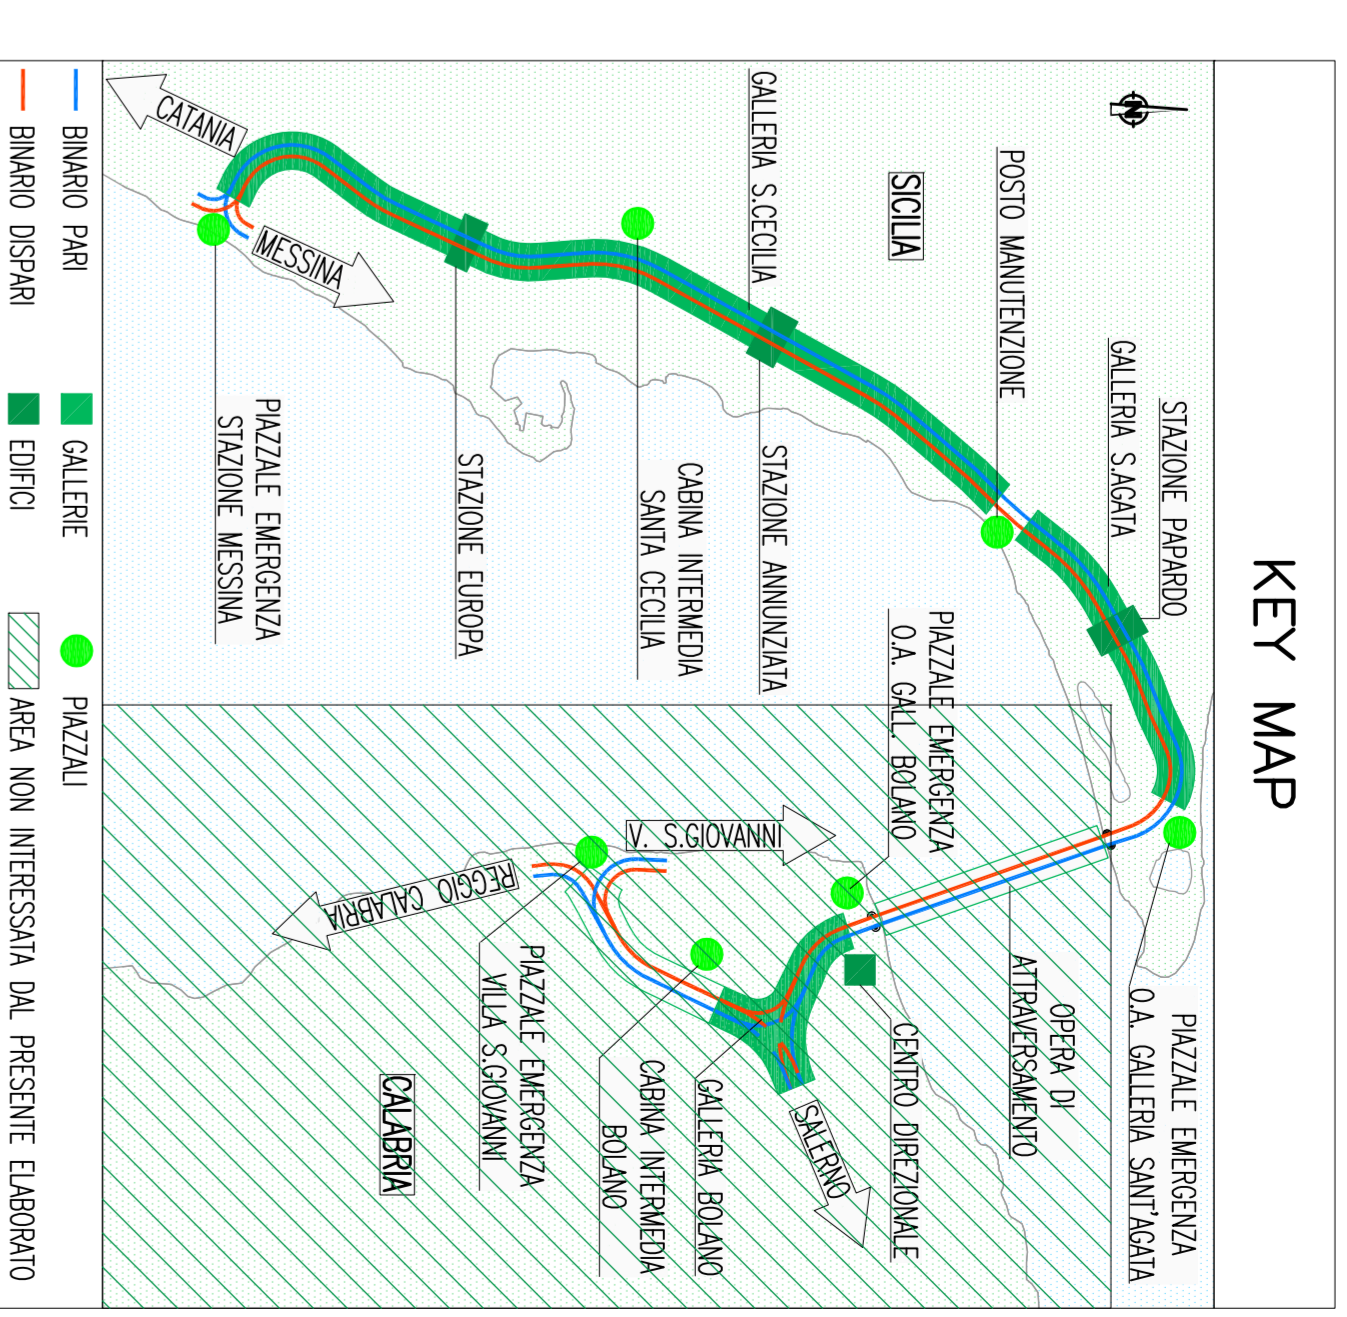 KEY MAP
N
STAZIONE PAPARDO
GALLERIA S.AGATA
POSTO MANUTENZIONE
SICILIA
GALLERIA S.CECILIA
CATANIA
MESSINA
PIAZZALE EMERGENZA
O.A. GALLERIA SANT'AGATA
OPERA DI
ATTRAVERSAMENTO
PIAZZALE EMERGENZA
O.A. GALL. BOLANO
CENTRO DIREZIONALE
SALERNO
STAZIONE ANNUNZIATA
V. S.GIOVANNI
CABINA INTERMEDIA
SANTA CECILIA
GALLERIA BOLANO
CABINA INTERMEDIA
BOLANO
PIAZZALE EMERGENZA
VILLA S.GIOVANNI
STAZIONE EUROPA
REGGIO CALABRIA
CALABRIA
PIAZZALE EMERGENZA
STAZIONE MESSINA
BINARIO PARI
GALLERIE
PIAZZALI
BINARIO DISPARI
EDIFICI
AREA NON INTERESSATA DAL PRESENTE ELABORATO